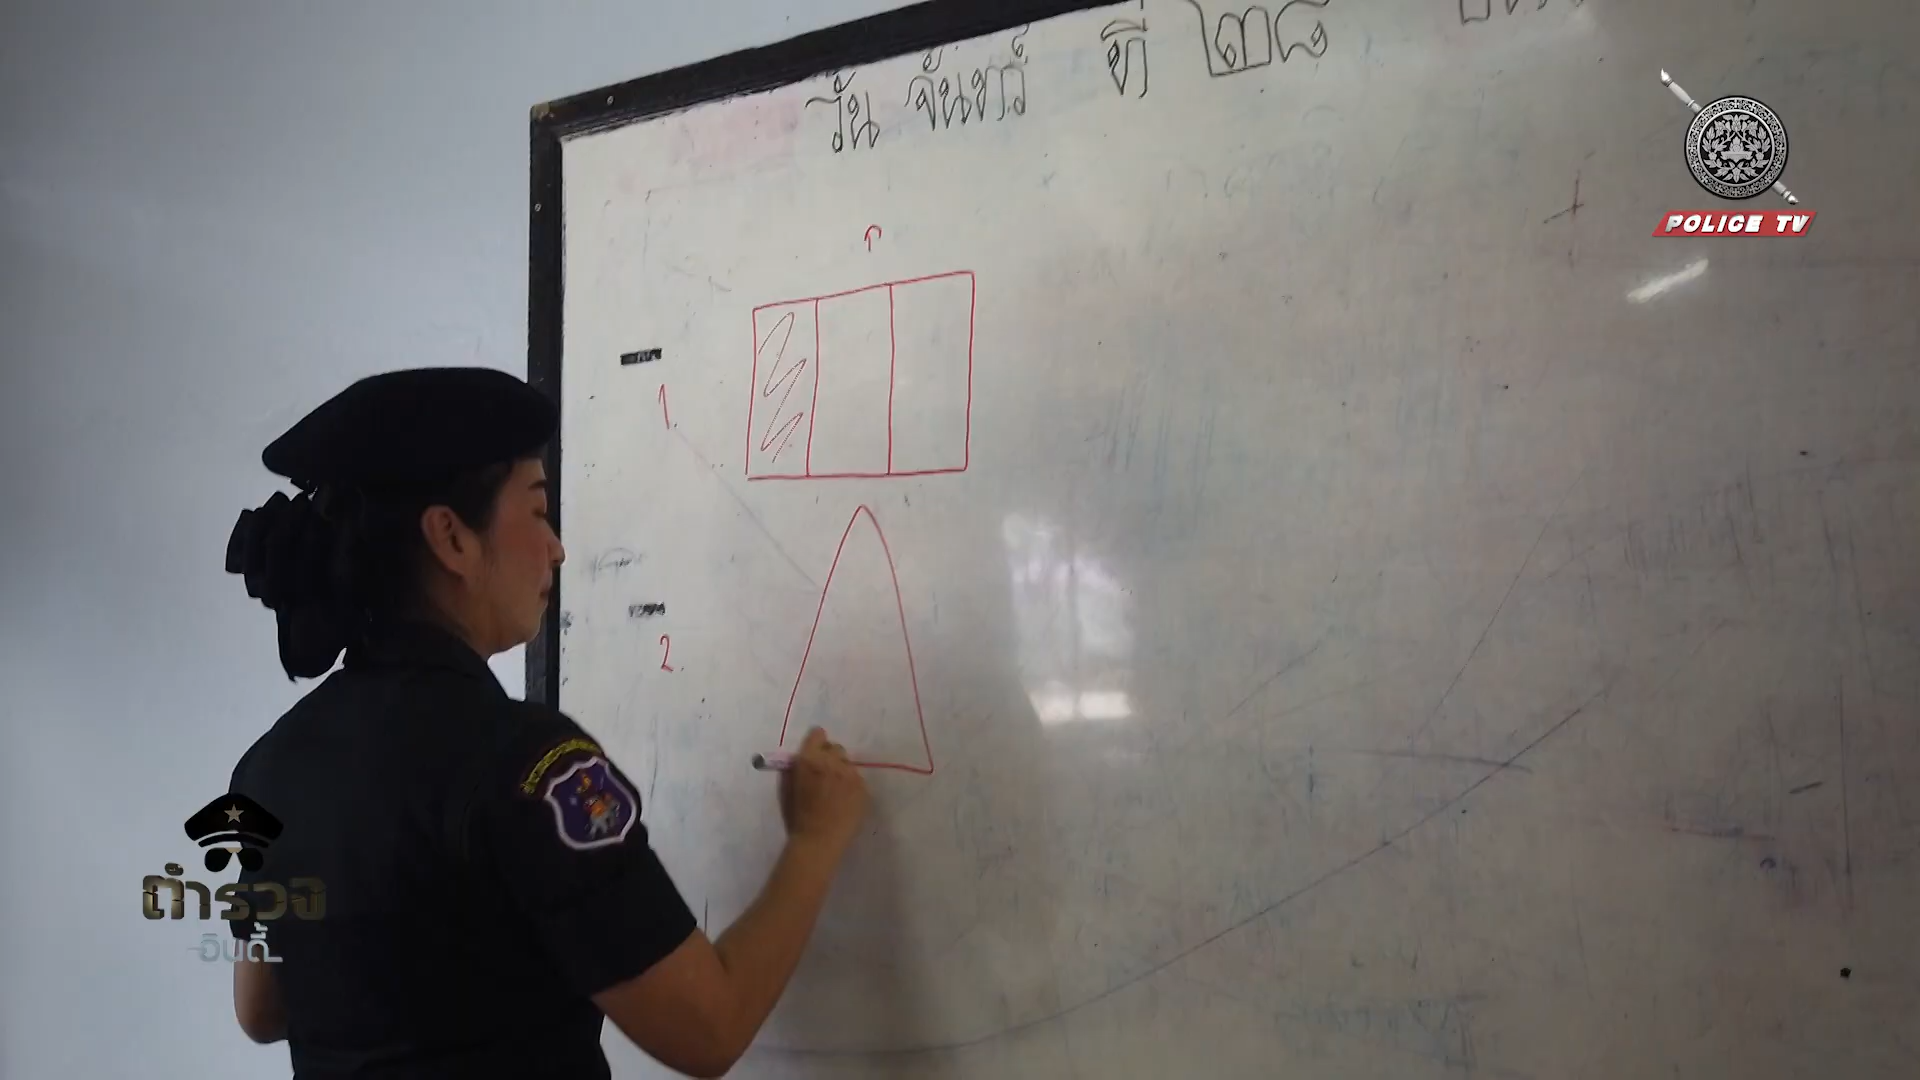 วัน จันทร์ ที่ ๒๘
POLICE TV
ก
1.
2.
ตำรวจ
อินดี้